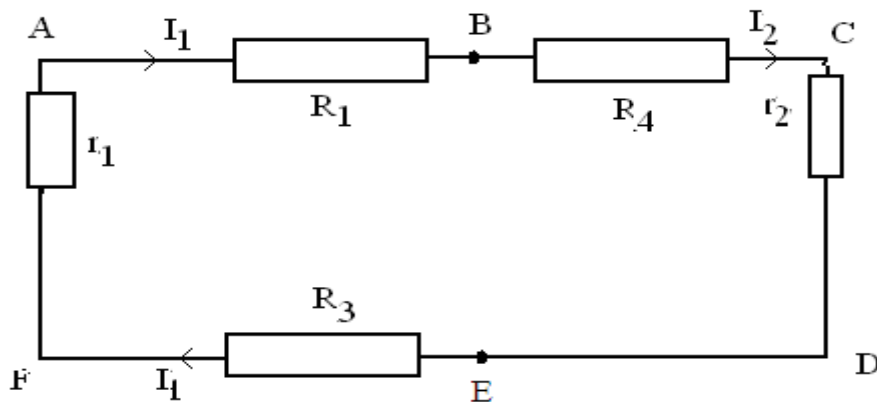 A I₁ B I₂ C
R₁ R₄ r₂
r₁
R₃
F I₁ E D